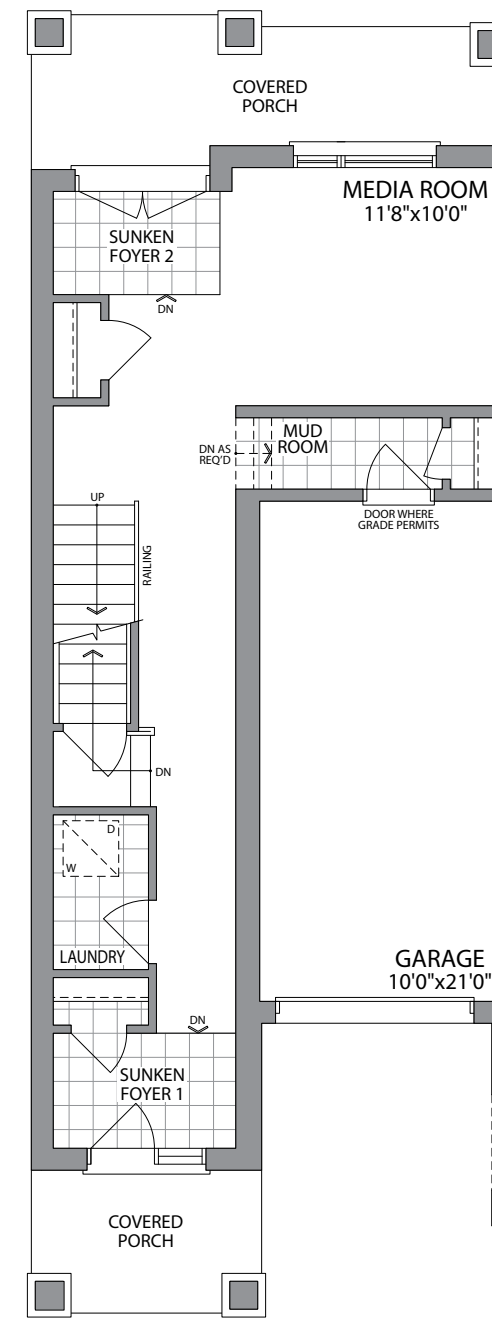 COVERED
PORCH
MEDIA ROOM
11'8"x10'0"
SUNKEN
FOYER 2
DN
MUD
ROOM
DN AS
REQ'D
DOOR WHERE
GRADE PERMITS
UP
RAILING
DN
D
W
LAUNDRY
GARAGE
10'0"x21'0"
DN
SUNKEN
FOYER 1
COVERED
PORCH